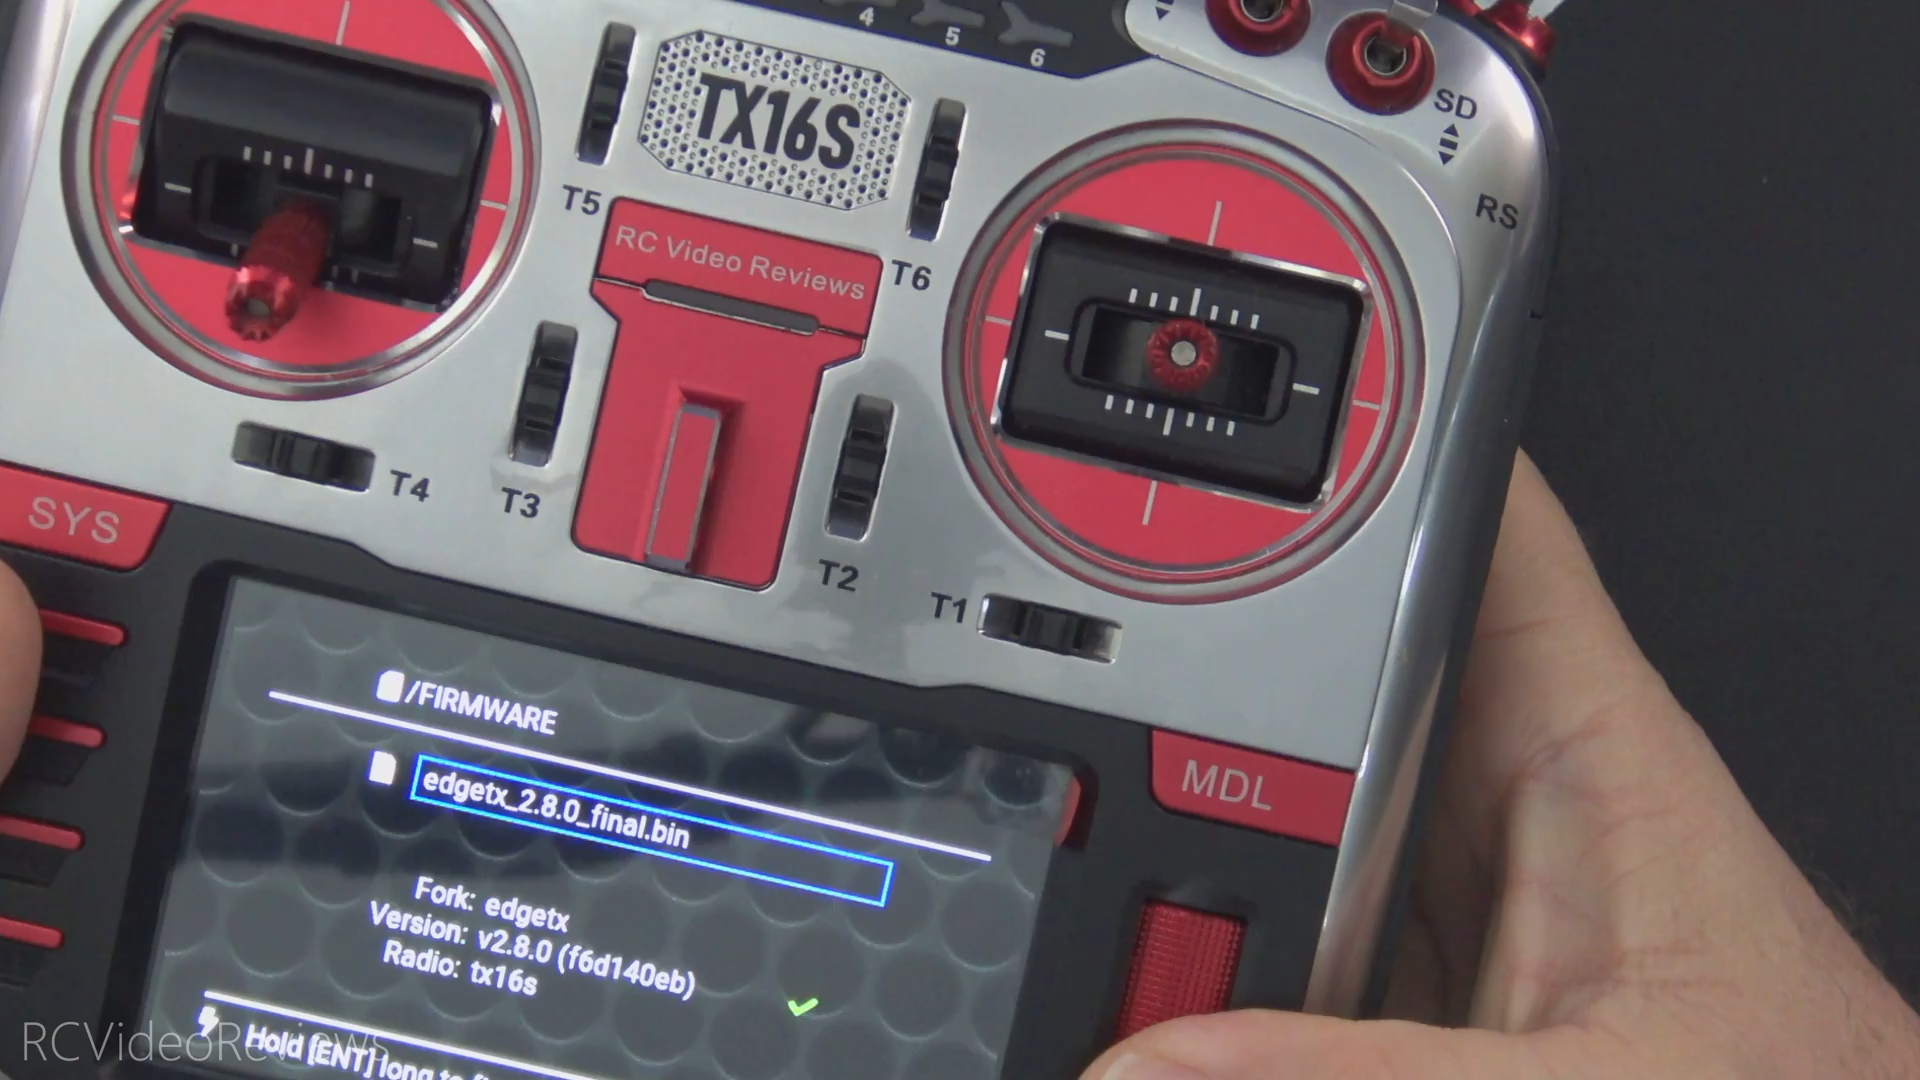 4
5
6
TX16S
SD
RS
T5
T6
RC Video Reviews
T4
T3
T2
T1
SYS
MDL
/FIRMWARE
edgetx_2.8.0_final.bin
Fork: edgetx
Version: v2.8.0 (f6d140eb)
Radio: tx16s
Hold [ENT] long to
RCVideoReviews